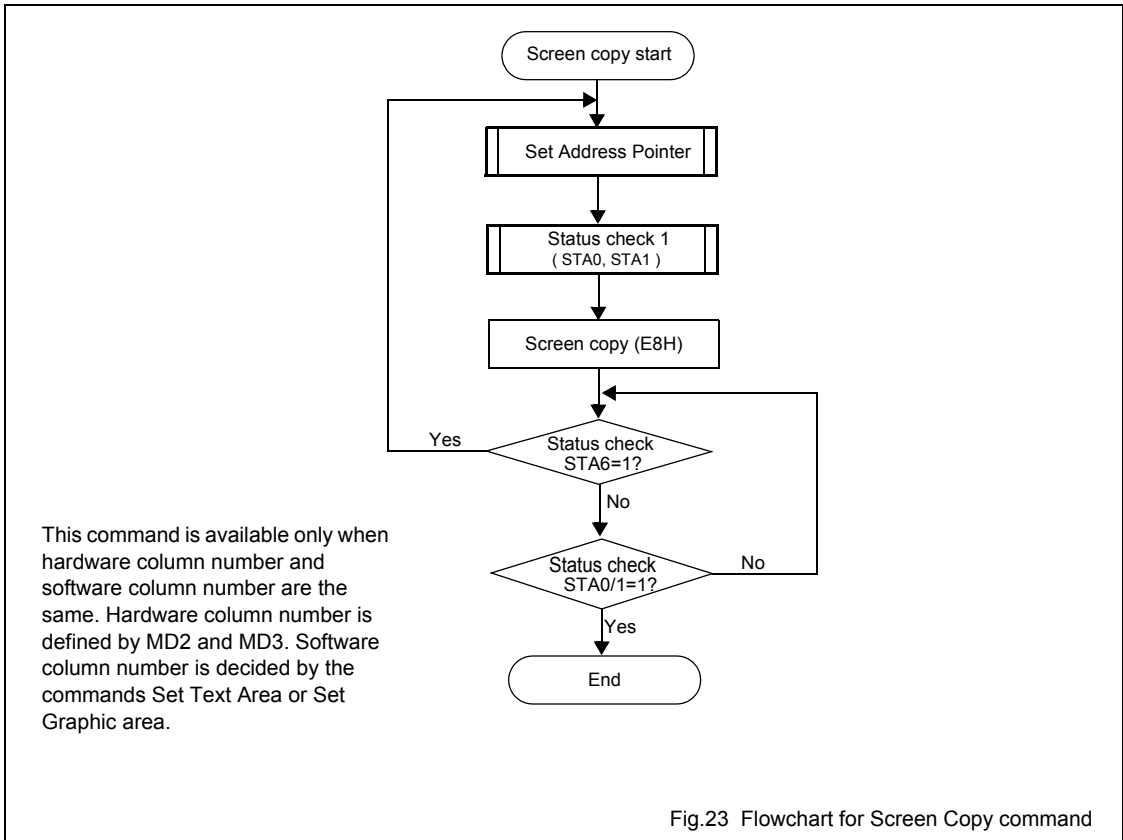 Screen copy start
Set Address Pointer
Status check 1
( STA0, STA1 )
Screen copy (E8H)
Yes
Status check
STA6=1?
No
Status check
STA0/1=1?
No
Yes
End
This command is available only when
hardware column number and
software column number are the
same. Hardware column number is
defined by MD2 and MD3. Software
column number is decided by the
commands Set Text Area or Set
Graphic area.
Fig.23 Flowchart for Screen Copy command